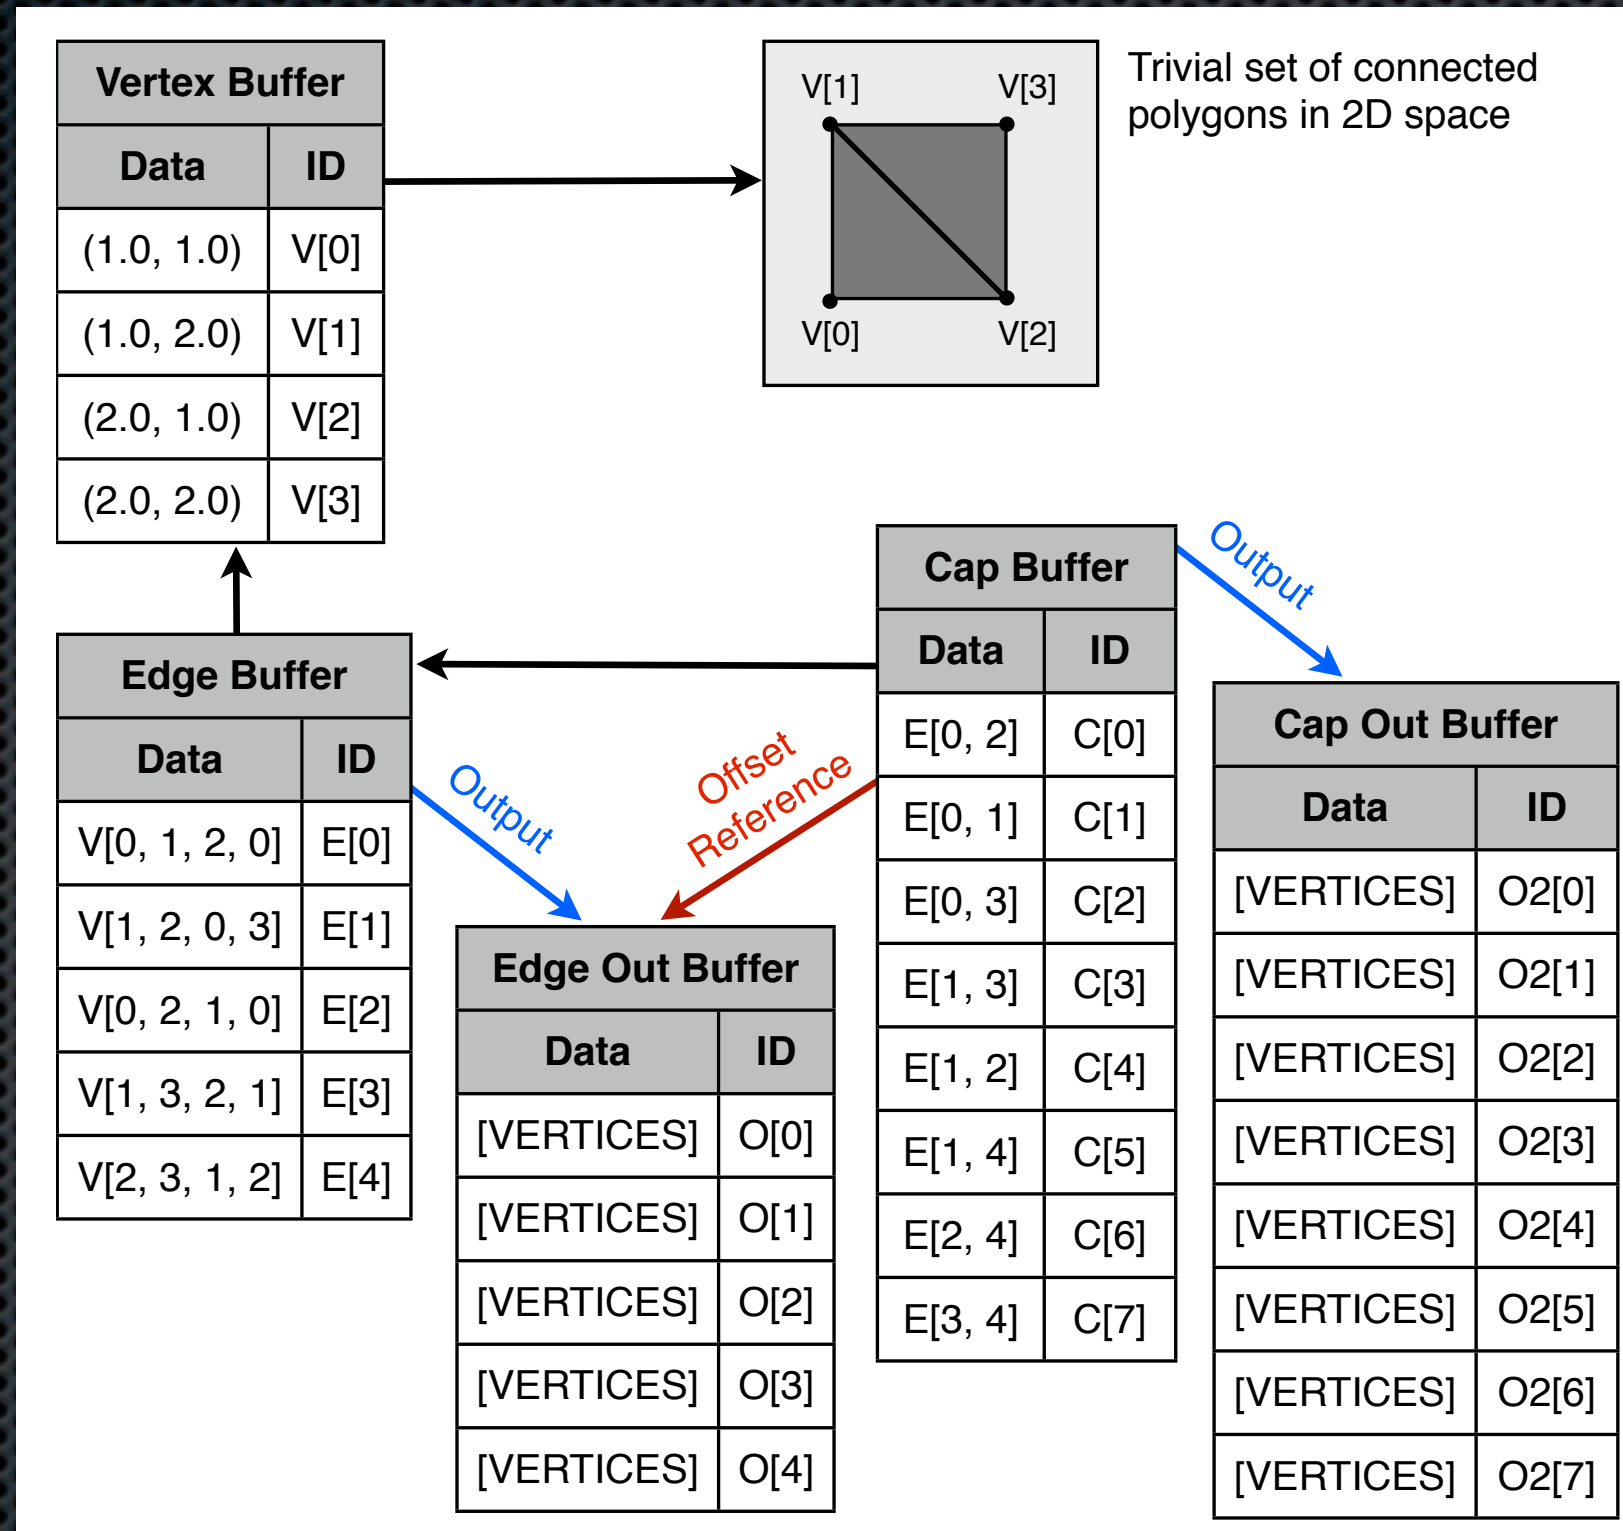 Vertex Buffer
Data ID
(1.0, 1.0) V[0]
(1.0, 2.0) V[1]
(2.0, 1.0) V[2]
(2.0, 2.0) V[3]
V[1] V[3]
V[0] V[2]
Trivial set of connected
polygons in 2D space
Edge Buffer
Data ID
V[0, 1, 2, 0] E[0]
V[1, 2, 0, 3] E[1]
V[0, 2, 1, 0] E[2]
V[1, 3, 2, 1] E[3]
V[2, 3, 1, 2] E[4]
Output
Offset
Reference
Edge Out Buffer
Data ID
[VERTICES] O[0]
[VERTICES] O[1]
[VERTICES] O[2]
[VERTICES] O[3]
[VERTICES] O[4]
Cap Buffer
Data ID
E[0, 2] C[0]
E[0, 1] C[1]
E[0, 3] C[2]
E[1, 3] C[3]
E[1, 2] C[4]
E[1, 4] C[5]
E[2, 4] C[6]
E[3, 4] C[7]
Output
Cap Out Buffer
Data ID
[VERTICES] O2[0]
[VERTICES] O2[1]
[VERTICES] O2[2]
[VERTICES] O2[3]
[VERTICES] O2[4]
[VERTICES] O2[5]
[VERTICES] O2[6]
[VERTICES] O2[7]